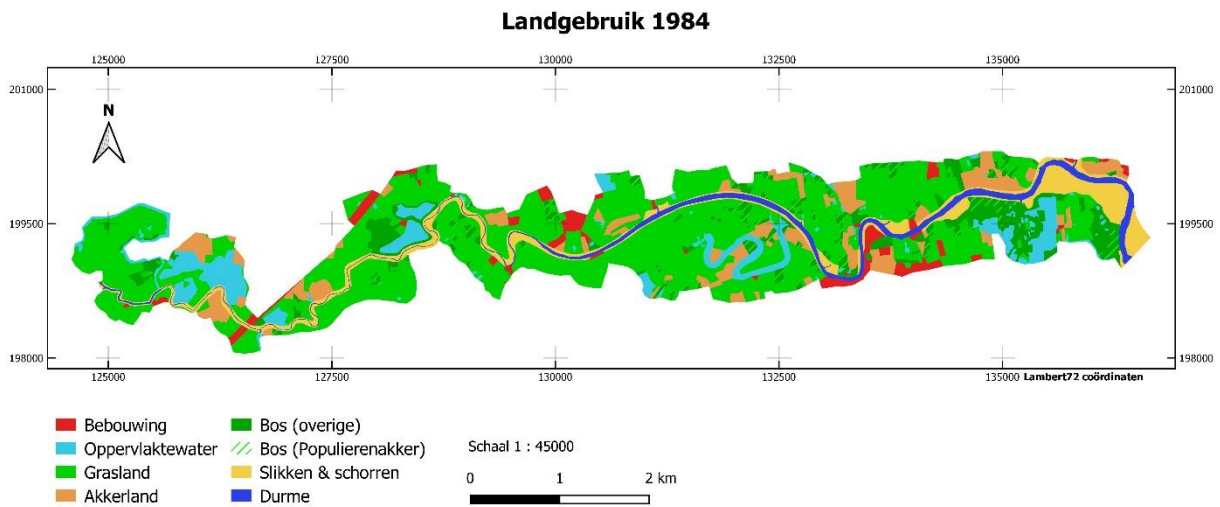 Landgebruik 1984
125000 127500 130000 132500 135000
201000 201000
N
199500 199500
198000 198000
125000 127500 130000 132500 135000 Lambert72 coördinaten
Bebouwing Bos (overige)
Oppervlaktewater Bos (Populierenakker) Schaal 1 : 45000
Grasland Slikken & schorren 0 1 2 km
Akkerland Durme